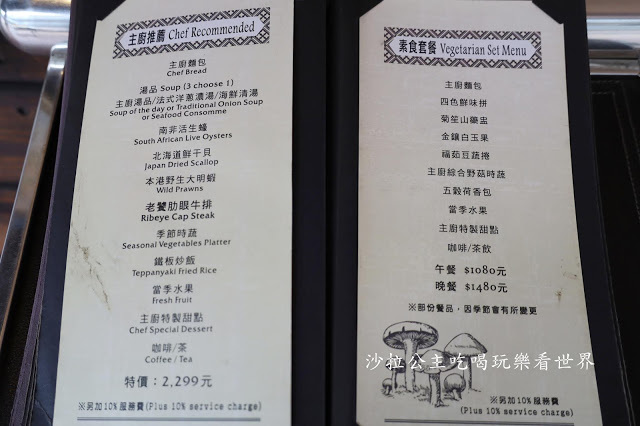 主廚推薦 Chef Recommended
主廚麵包
Chef Bread
湯品 Soup (3 choose 1)
主廚湯品/法式洋蔥濃湯/海鮮清湯
Soup of the day or Traditional Onion Soup
or Seafood Consomme
南非活生蠔
South African Live Oysters
北海道鮮干貝
Japan Dried Scallop
本港野生大明蝦
Wild Prawns
老饕肋眼牛排
Ribeye Cap Steak
季節時蔬
Seasonal Vegetables Platter
鐵板炒飯
Teppanyaki Fried Rice
當季水果
Fresh Fruit
主廚特製甜點
Chef Special Dessert
咖啡/茶
Coffee / Tea
特價：2,299元
※另加10%服務費(Plus 10% service charge)
素食套餐 Vegetarian Set Menu
主廚麵包
四色鮮味拼
菊笙山藥盅
金鑲白玉果
福茹豆蔬捲
主廚綜合野菇時蔬
五穀荷香包
當季水果
主廚特製甜點
咖啡/茶飲
午餐 $1080元
晚餐 $1480元
※部份餐品，因季節會有所變更
沙拉公主吃喝玩樂看世界
※另加10%服務費
(Plus 10% service charge)